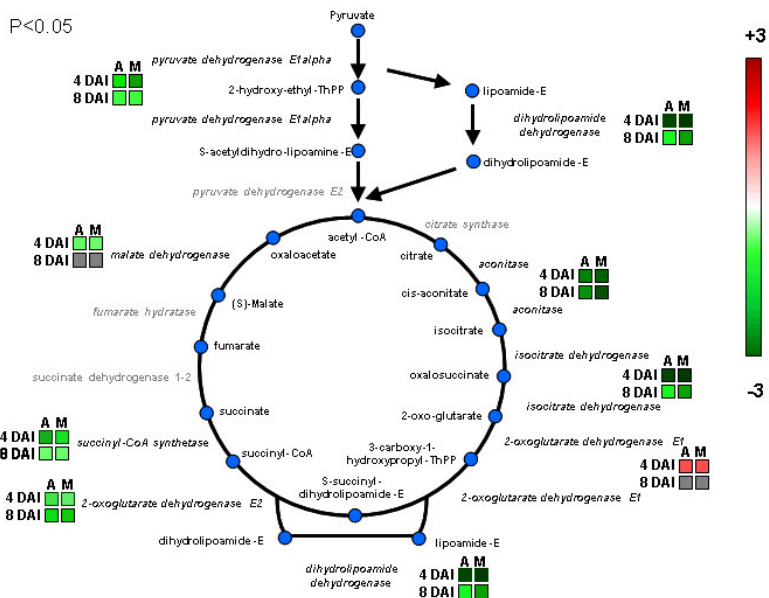 Pyruvate
P<0.05
+3
pyruvate dehydrogenase E1alpha
A M
4 DAI
8 DAI
2-hydroxy-ethyl-ThPP
lipoamide-E
pyruvate dehydrogenase E1alpha
dihydrolipoamide
dehydrogenase
A M
4 DAI
8 DAI
S-acetyldihydro-lipoamine-E
dihydrolipoamide-E
pyruvate dehydrogenase E2
citrate synthase
acetyl-CoA
A M
4 DAI
8 DAI
malate dehydrogenase
oxaloacetate
citrate
aconitase
A M
4 DAI
8 DAI
cis-aconitate
aconitase
(S)-Malate
fumarate hydratase
isocitrate
fumarate
isocitrate dehydrogenase
A M
4 DAI
8 DAI
oxalosuccinate
succinate dehydrogenase 1-2
-3
isocitrate dehydrogenase
succinate
2-oxo-glutarate
A M
4 DAI
8 DAI
succinyl-CoA synthetase
succinyl-CoA
3-carboxy-1-
hydroxypropyl-ThPP
2-oxoglutarate dehydrogenase E1
A M
4 DAI
8 DAI
S-succinyl-
dihydrolipoamide-E
A M
4 DAI
8 DAI
2-oxoglutarate dehydrogenase E2
2-oxoglutarate dehydrogenase E1
dihydrolipoamide-E
lipoamide-E
dihydrolipoamide
dehydrogenase
A M
4 DAI
8 DAI